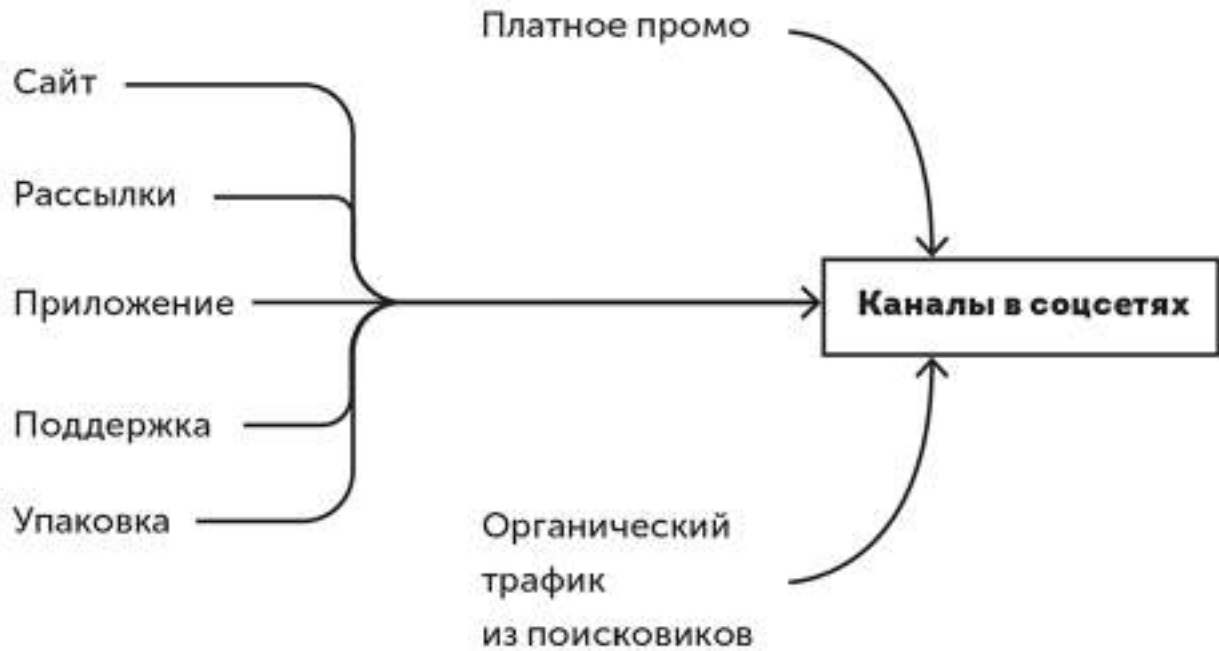 Платное промо
Сайт
Рассылки
Приложение
Поддержка
Упаковка
Каналы в соцсетях
Органический
трафик
из поисковиков